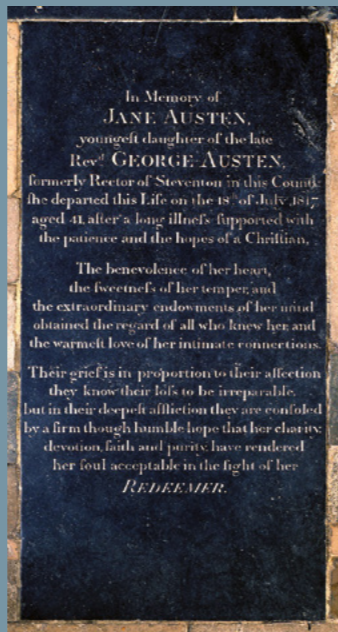 In Memory of
JANE AUSTEN,
youngeſt daughter of the late
Revd GEORGE AUSTEN,
formerly Rector of Steventon in this County
ſhe departed this Life on the 18th of July 1817,
aged 41, after a long illneſs ſupported with
the patience and the hopes of a Chriſtian.
The benevolence of her heart,
the ſweetneſs of her temper, and
the extraordinary endowments of her mind
obtained the regard of all who knew her, and
the warmeſt love of her intimate connections.
Their grief is in proportion to their affection
they know their loſs to be irreparable,
but in their deepeſt affliction they are conſoled
by a firm though humble hope that her charity,
devotion, faith and purity, have rendered
her ſoul acceptable in the ſight of her
REDEEMER.